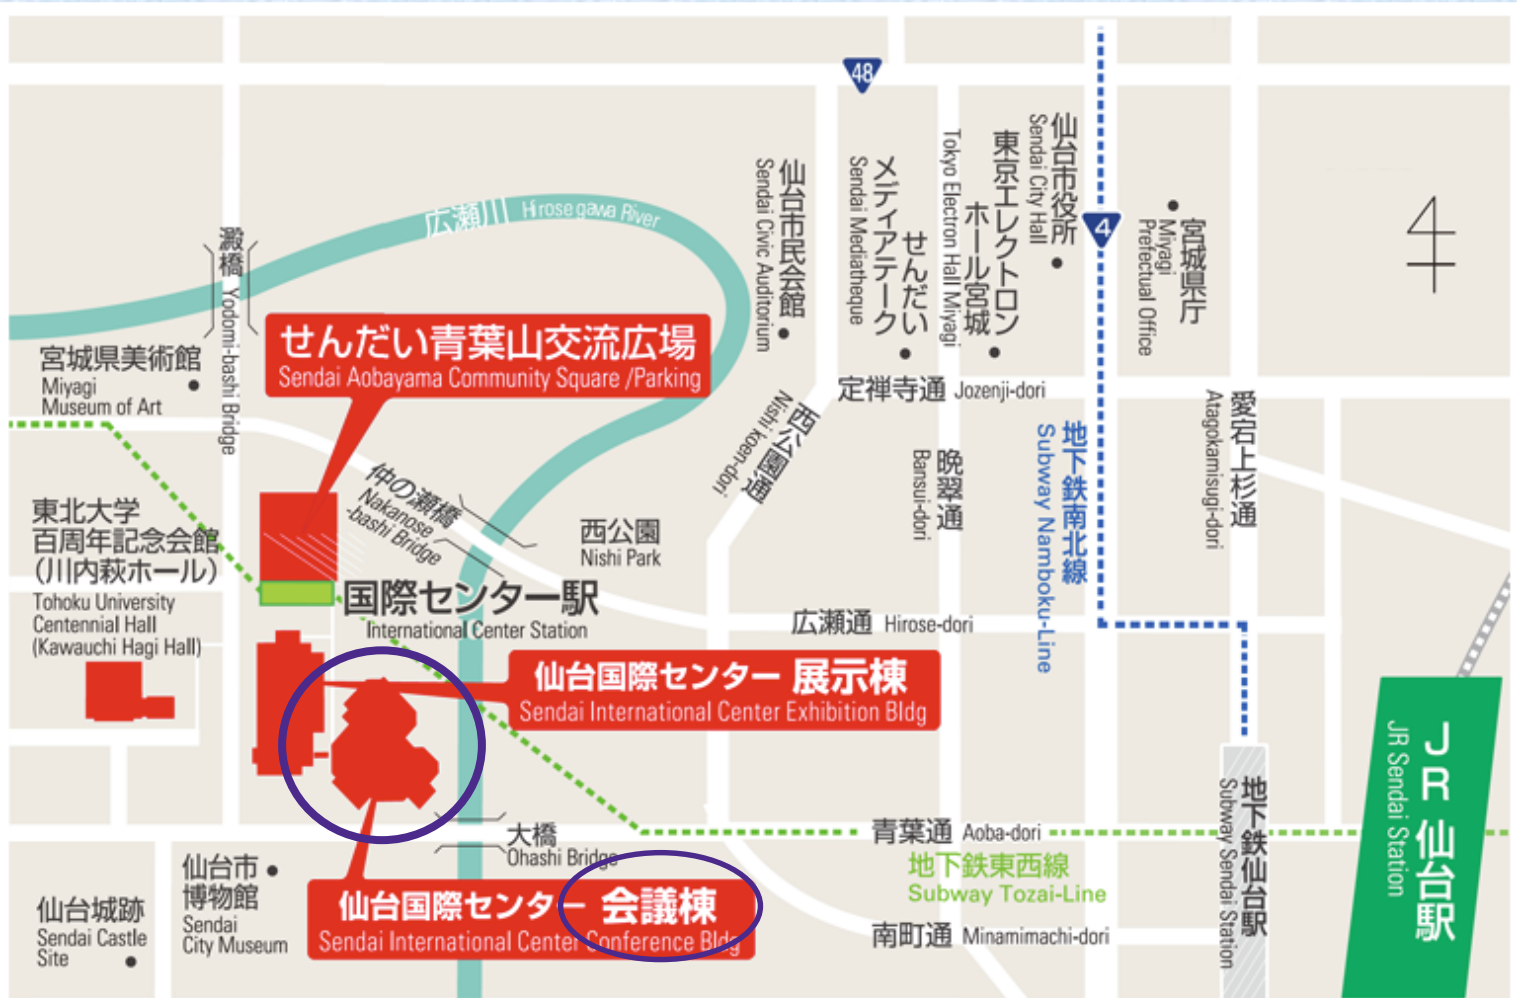 48
広瀬川 Hirosegawa River
澱橋 Yodomi-bashi Bridge
仙台市民会館
Sendai Civic Auditorium
せんだい
メディアテーク
Sendai Mediatheque
東京エレクトロン
ホール宮城
Tokyo Electron Hall Miyagi
仙台市役所
Sendai City Hall
4
宮城県庁
Miyagi
Prefectual Office
宮城県美術館
Miyagi
Museum of Art
せんだい青葉山交流広場
Sendai Aobayama Community Square /Parking
定禅寺通 Jozenji-dori
西公園通
Nishi koen-dori
晩翠通
Bansui-dori
地下鉄南北線
Subway Namboku-Line
愛宕上杉通
Atagokamisugi-dori
仲の瀬橋
Nakanose
-bashi Bridge
西公園
Nishi Park
東北大学
百周年記念会館
（川内萩ホール）
Tohoku University
Centennial Hall
(Kawauchi Hagi Hall)
国際センター駅
International Center Station
広瀬通 Hirose-dori
仙台国際センター 展示棟
Sendai International Center Exhibition Bldg
大橋
Ohashi Bridge
青葉通 Aoba-dori
地下鉄東西線
Subway Tozai-Line
南町通 Minamimachi-dori
地下鉄仙台駅
Subway Sendai Station
JR 仙台駅
JR Sendai Station
仙台市
博物館
Sendai
City Museum
仙台城跡
Sendai Castle
Site
仙台国際センター 会議棟
Sendai International Center Conference Bldg